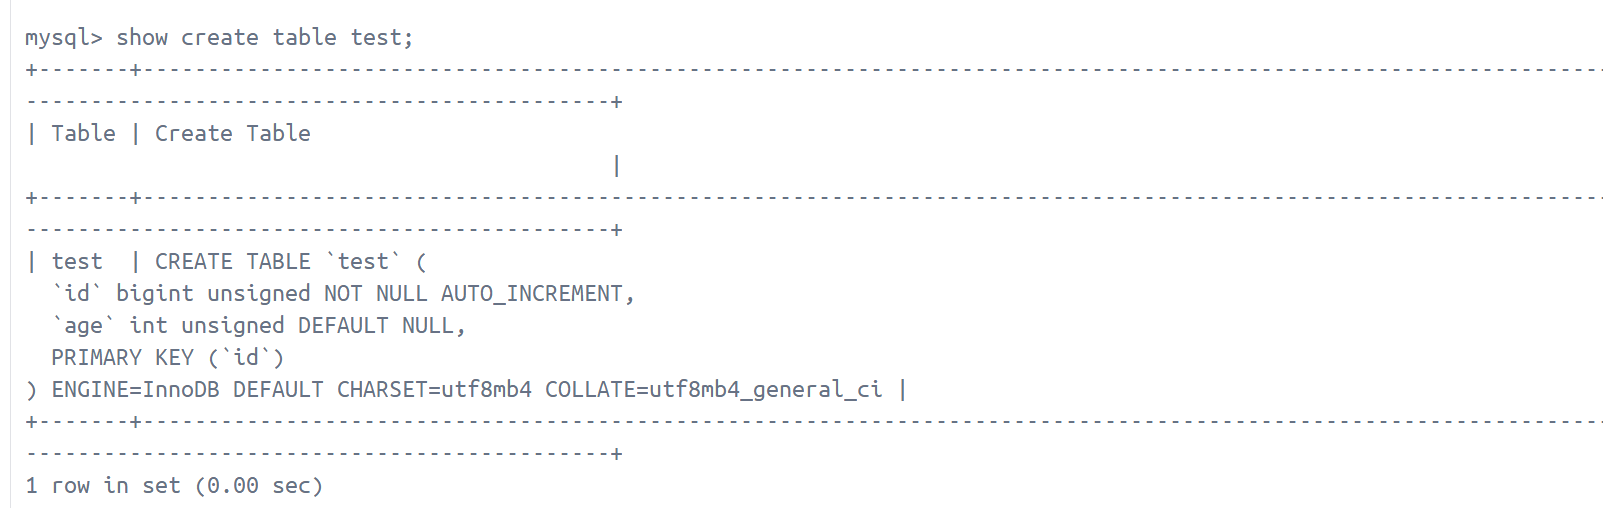 mysql> show create table test;
+-------+----------------------------------------------------------------------------------------------------------------
---------------------------------------------+
| Table | Create Table
|
+-------+----------------------------------------------------------------------------------------------------------------
---------------------------------------------+
| test  | CREATE TABLE `test` (
  `id` bigint unsigned NOT NULL AUTO_INCREMENT,
  `age` int unsigned DEFAULT NULL,
  PRIMARY KEY (`id`)
) ENGINE=InnoDB DEFAULT CHARSET=utf8mb4 COLLATE=utf8mb4_general_ci |
+-------+----------------------------------------------------------------------------------------------------------------
---------------------------------------------+
1 row in set (0.00 sec)